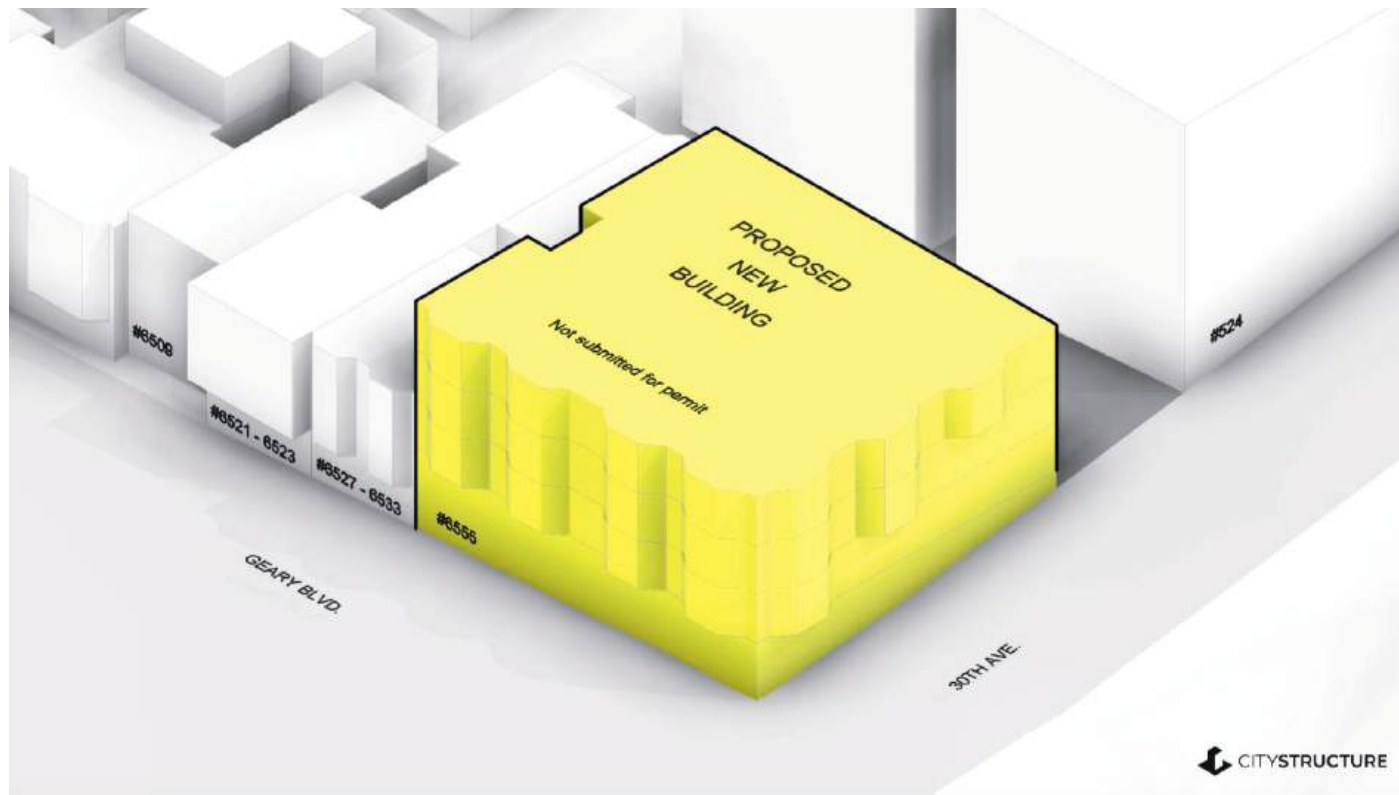 PROPOSED
NEW
BUILDING
Not submitted for permit
#524
#6509
#6521 - 6523
#6527 - 6533
#6555
GEARY BLVD.
30TH AVE.
CITYSTRUCTURE